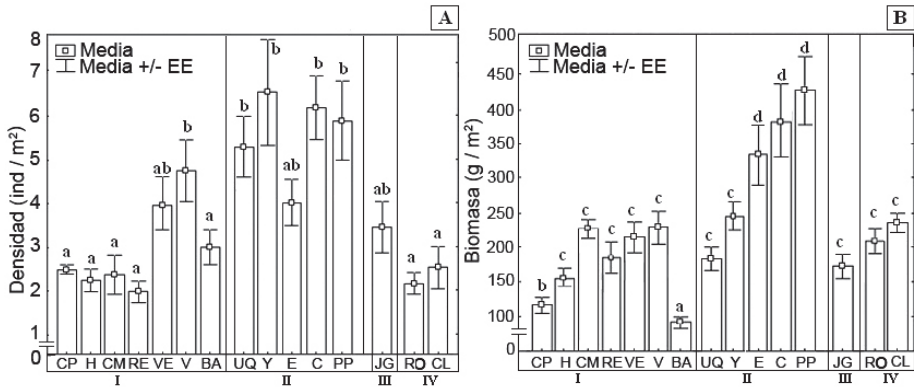 A
Densidad (ind / m²)
8
7
6
5
4
3
2
1
0
Media
Media +/- EE
a
a
a
a
ab
b
a
b
b
ab
b
b
ab
a
a
CP H CM RE VE V BA UQ Y E C PP JG RO CL
I II III IV
B
Biomasa (g / m²)
500
450
400
350
300
250
200
150
100
0
Media
Media +/- EE
b
c
c
c
c
c
a
c
c
d
d
d
c
c
c
CP H CM RE VE V BA UQ Y E C PP JG RO CL
I II III IV